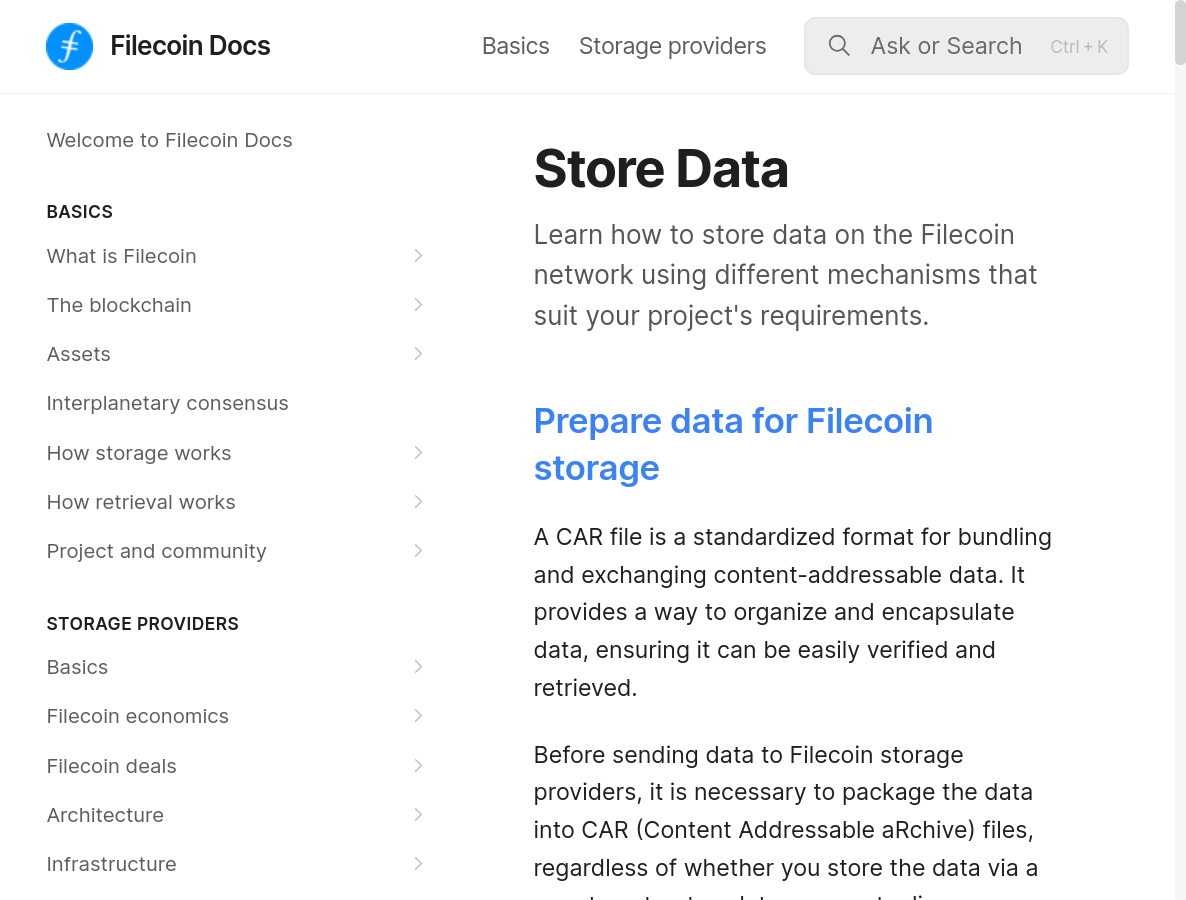 Filecoin Docs
Basics
Storage providers
Ask or Search
Ctrl + K
Welcome to Filecoin Docs
BASICS
What is Filecoin
The blockchain
Assets
Interplanetary consensus
How storage works
How retrieval works
Project and community
STORAGE PROVIDERS
Basics
Filecoin economics
Filecoin deals
Architecture
Infrastructure
Store Data
Learn how to store data on the Filecoin
network using different mechanisms that
suit your project's requirements.
Prepare data for Filecoin
storage
A CAR file is a standardized format for bundling
and exchanging content-addressable data. It
provides a way to organize and encapsulate
data, ensuring it can be easily verified and
retrieved.
Before sending data to Filecoin storage
providers, it is necessary to package the data
into CAR (Content Addressable aRchive) files,
regardless of whether you store the data via a